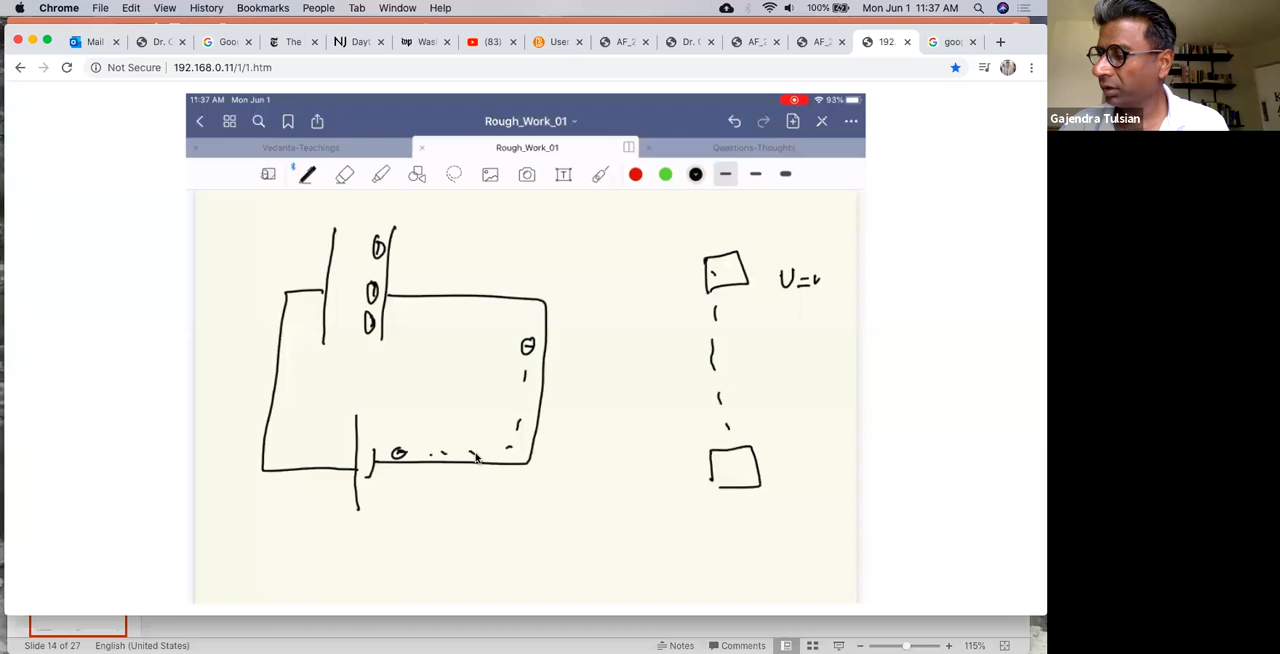 Chrome File Edit View History Bookmarks People Tab Window Help 100% Mon Jun 1 11:37 AM
Mail Dr. C Goo The Dayt Was (83) User AF_2 Dr. C AF_2 AF_2 192. goo
Not Secure 192.168.0.11/1/1.htm
Gajendra Tulsian
11:37 AM Mon Jun 1 93%
Rough_Work_01
Vedanta-Teachings Rough_Work_01 Questions-Thoughts
U=
Slide 14 of 27 English (United States) Notes Comments 115%